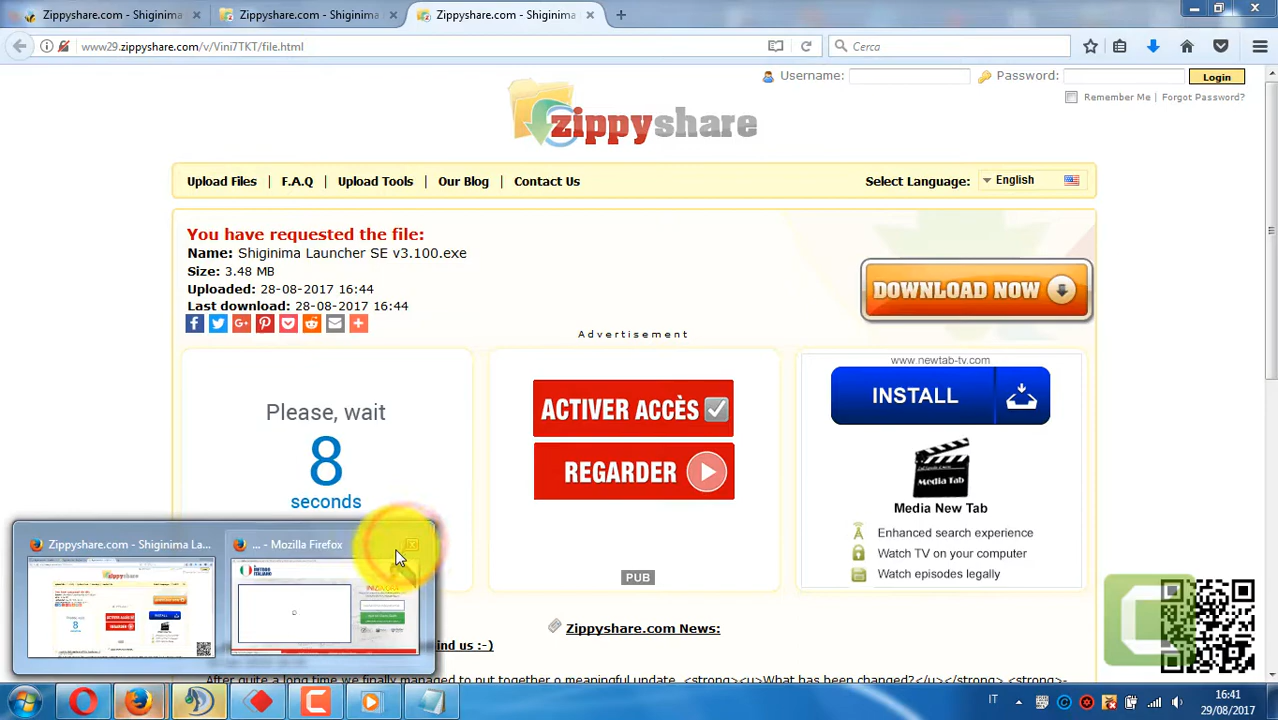 Zippyshare.com - Shiginima
Zippyshare.com - Shiginima
Zippyshare.com - Shiginima
www29.zippyshare.com/v/Vini7TKT/file.html
Cerca
Username:
Password:
Login
Remember Me | Forgot Password?
zippyshare
Upload Files | F.A.Q | Upload Tools | Our Blog | Contact Us
Select Language: English
You have requested the file:
Name: Shiginima Launcher SE v3.100.exe
Size: 3.48 MB
Uploaded: 28-08-2017 16:44
Last download: 28-08-2017 16:44
DOWNLOAD NOW
Advertisement
Please, wait
8
seconds
ACTIVER ACCÈS
REGARDER
PUB
www.newtab-tv.com
INSTALL
Media Tab
Media New Tab
Enhanced search experience
Watch TV on your computer
Watch episodes legally
Zippyshare.com - Shiginima La...
... - Mozilla Firefox
Zippyshare.com News:
ind us :-)
After quite a long time we finally managed to put together a meaningful update. <strong><u>What has been changed?</u></strong> <strong>-
IT
16:41
29/08/2017